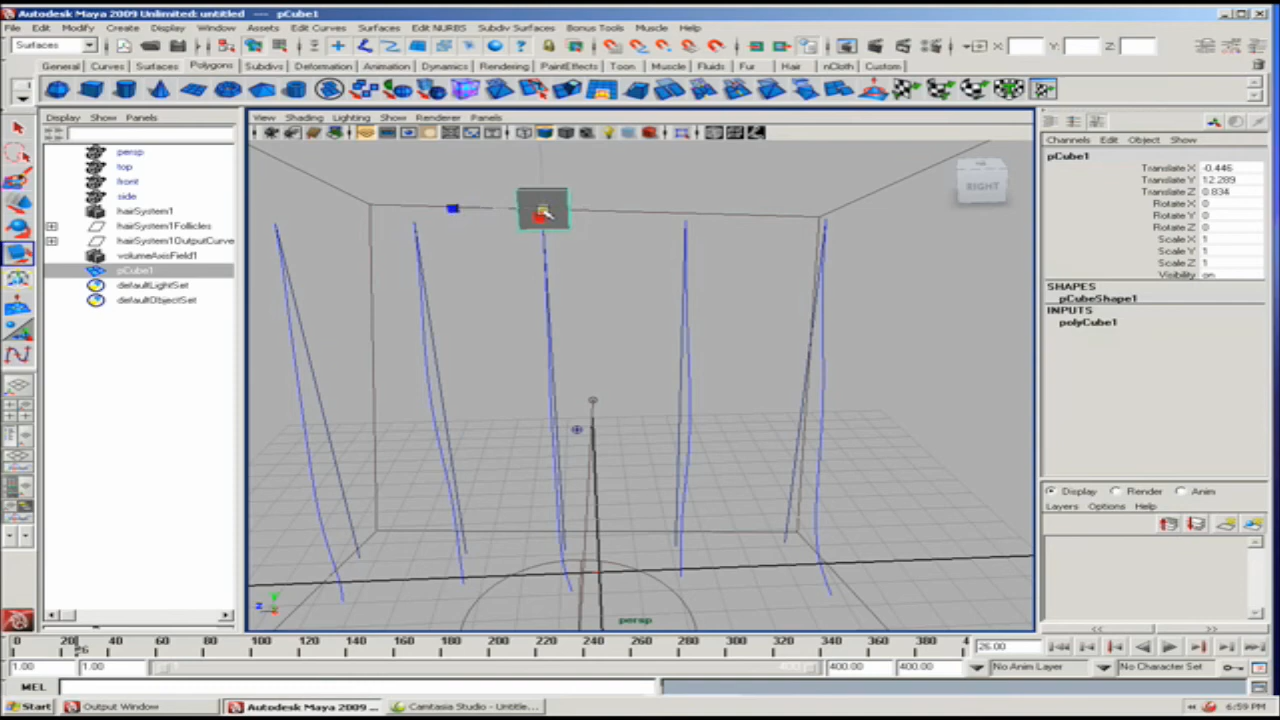 Autodesk Maya 2009 Unlimited: untitled --- pCube1
File Edit Modify Create Display Window Assets Edit Curves Surfaces Edit NURBS Bonus Tools Muscle Help
Surfaces X: Y: Z:
General Curves Surfaces Polygons Subdivs Deformation Animation Dynamics Rendering PaintEffects Toon Muscle Fluids Fur Hair nCloth Custom
Display Show Panels
View Shading Lighting Show Renderer Panels
Channels Edit Object Show
persp
top
front
side
hairSystem1
hairSystem1Follicles
hairSystem1OutputCurve
volumeAxisField1
pCube1
defaultLightSet
defaultObjectSet
RIGHT
persp
pCube1
Translate X -0.446
Translate Y 12.289
Translate Z 0.834
Rotate X 0
Rotate Y 0
Rotate Z 0
Scale X 1
Scale Y 1
Scale Z 1
Visibility on
SHAPES
pCubeShape1
INPUTS
polyCube1
Display Render Anim
Layers Options Help
0 20 26 40 60 80 100 120 140 160 180 200 220 240 260 280 300 320 340 360 380 4 26.00
1.00 1.00 400.00 400.00 No Anim Layer No Character Set
MEL
Start Output Window Autodesk Maya 2009 ... Camtasia Studio - Untitle... 6:59 PM